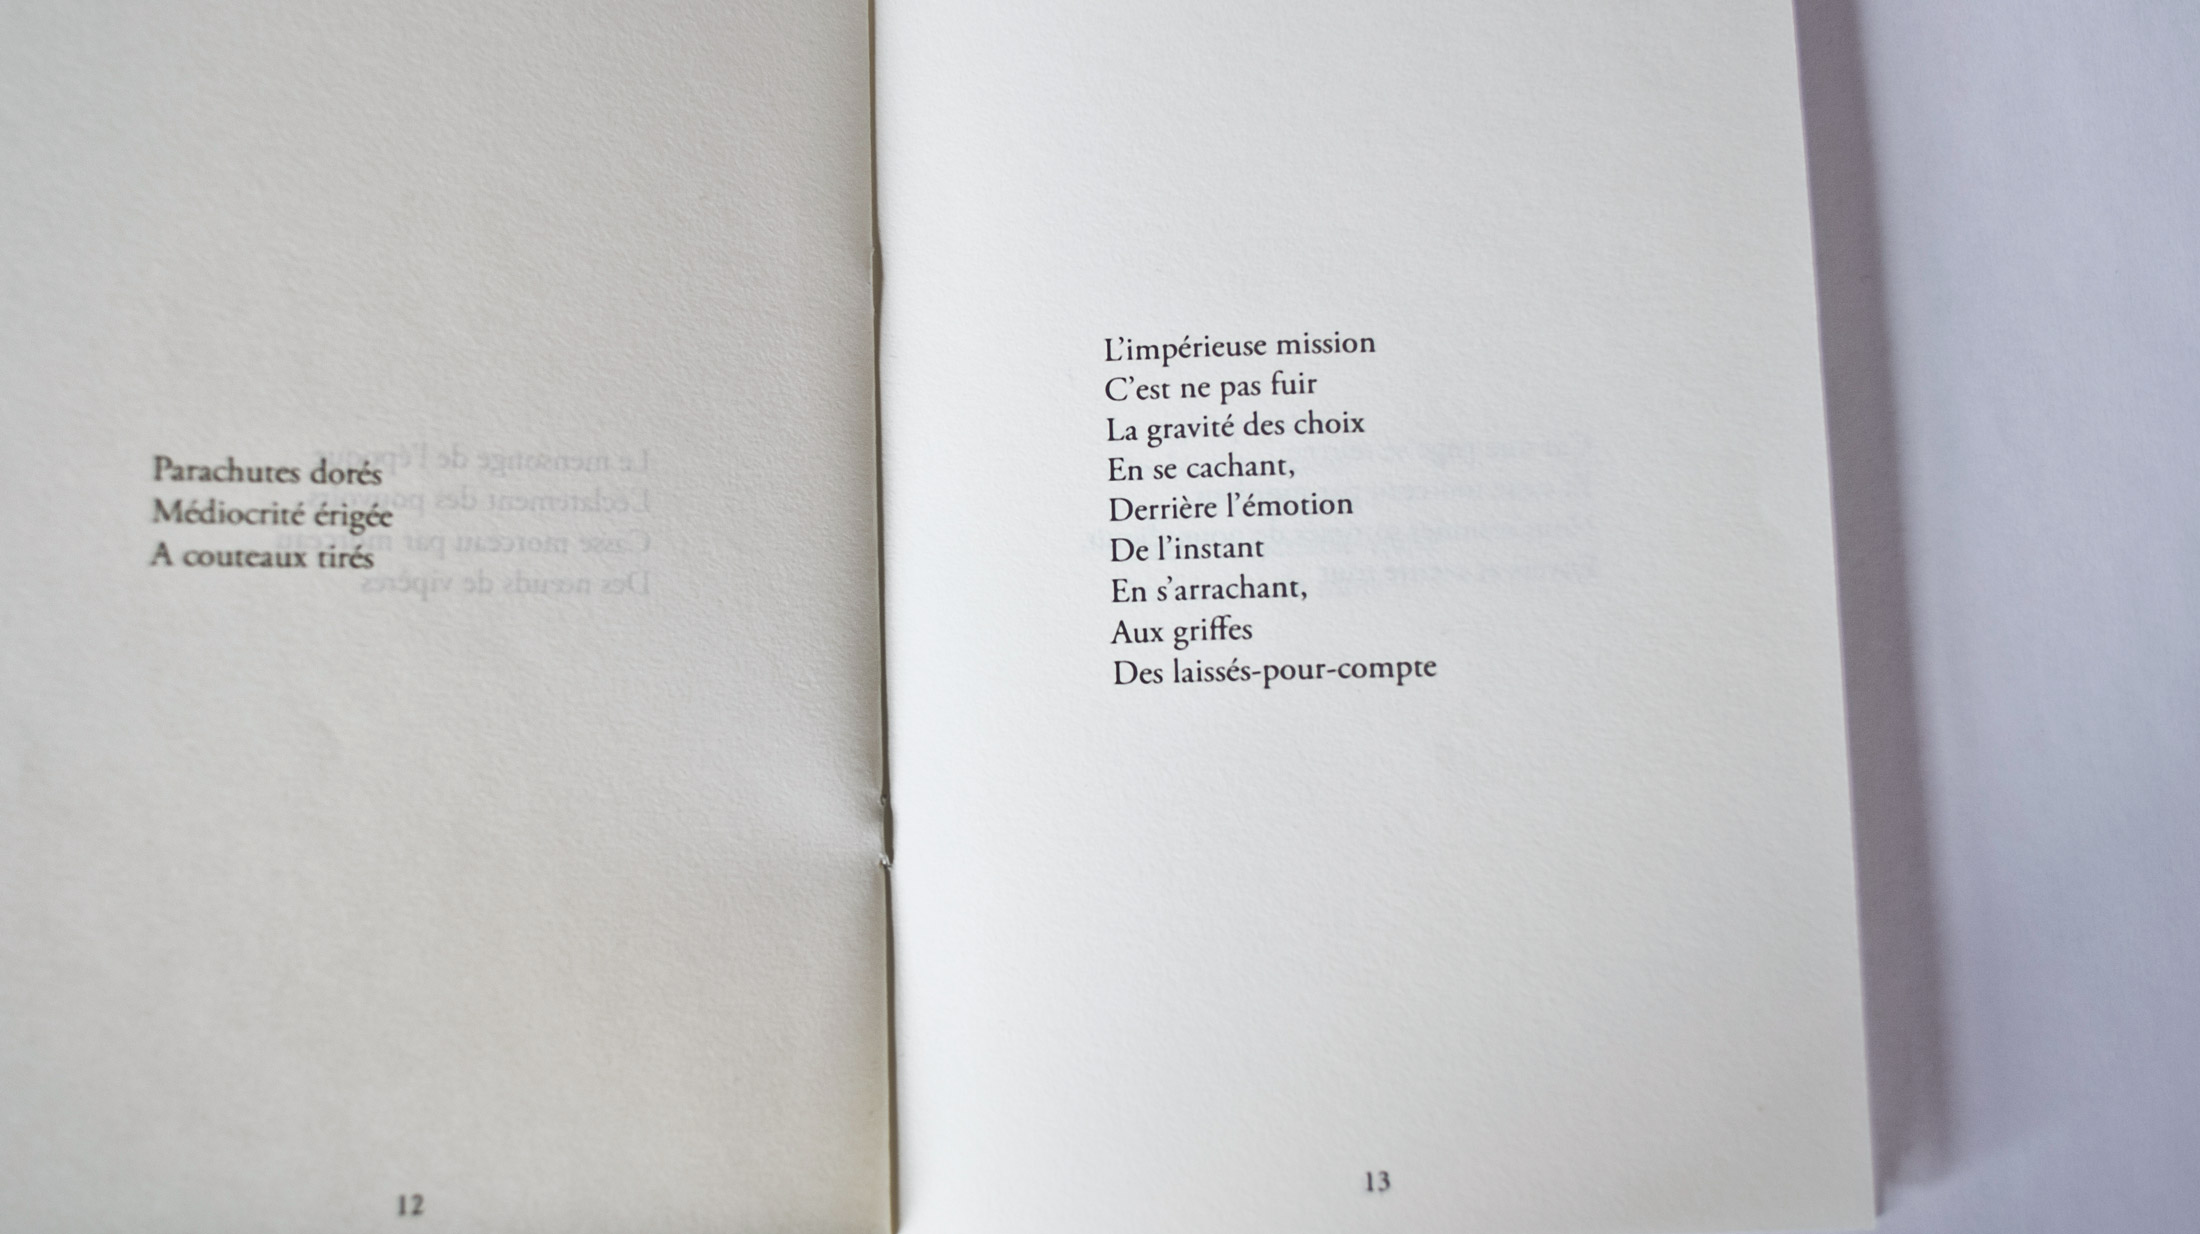 Parachutes dorés
Médiocrité érigée
A couteaux tirés
12
L'impérieuse mission
C'est ne pas fuir
La gravité des choix
En se cachant,
Derrière l'émotion
De l'instant
En s'arrachant,
Aux griffes
Des laissés-pour-compte
13